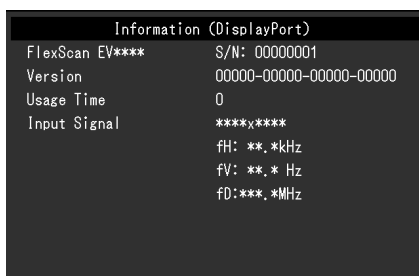 Information (DisplayPort)
FlexScan EV**** S/N: 00000001
Version 00000-00000-00000-00000
Usage Time 0
Input Signal ****x****
fH: **.*kHz
fV: **.* Hz
fD:***.*MHz